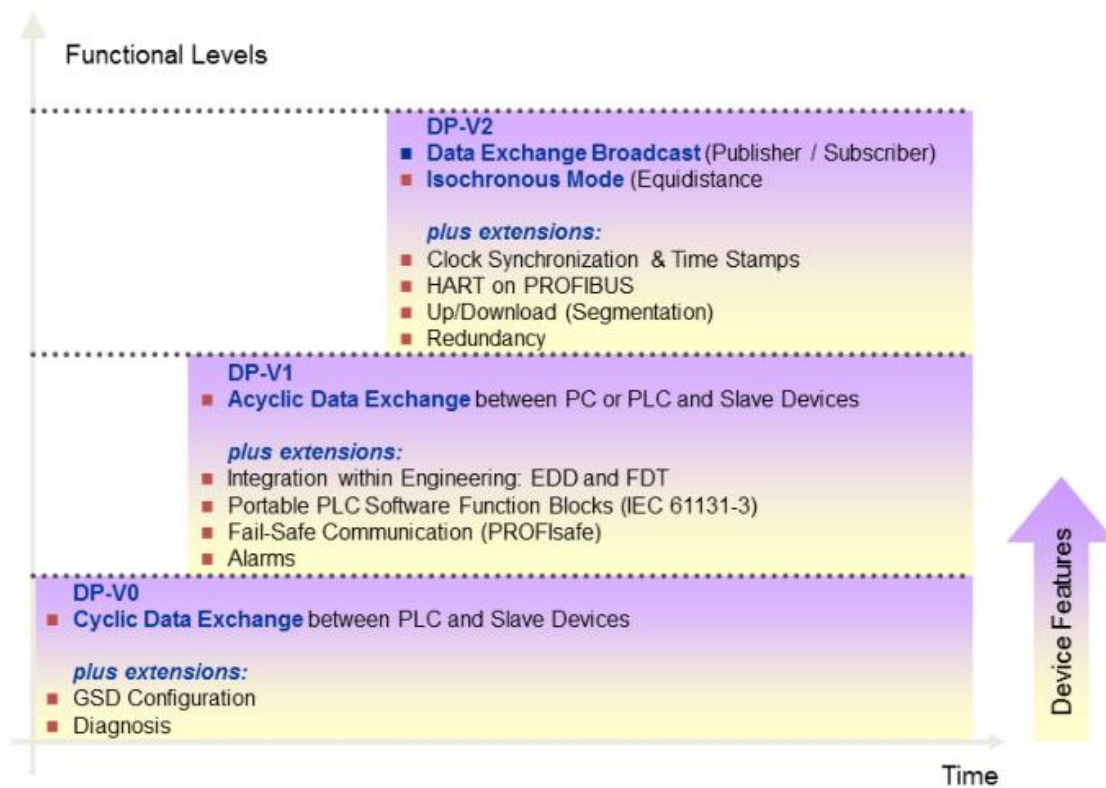 Functional Levels
DP-V2
Data Exchange Broadcast (Publisher / Subscriber)
Isochronous Mode (Equidistance
plus extensions:
Clock Synchronization & Time Stamps
HART on PROFIBUS
Up/Download (Segmentation)
Redundancy
DP-V1
Acyclic Data Exchange between PC or PLC and Slave Devices
plus extensions:
Integration within Engineering: EDD and FDT
Portable PLC Software Function Blocks (IEC 61131-3)
Fail-Safe Communication (PROFIsafe)
Alarms
DP-V0
Cyclic Data Exchange between PLC and Slave Devices
plus extensions:
GSD Configuration
Diagnosis
Device Features
Time